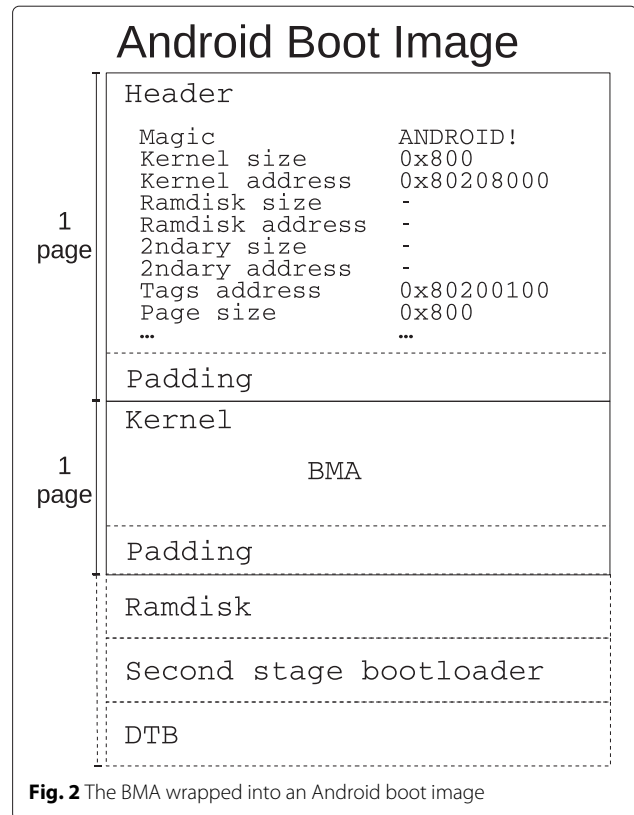 Android Boot Image
Header
Magic ANDROID!
Kernel size 0x800
Kernel address 0x80208000
Ramdisk size -
Ramdisk address -
2ndary size -
2ndary address -
Tags address 0x80200100
Page size 0x800
… …
1
page
Padding
Kernel
BMA
1
page
Padding
Ramdisk
Second stage bootloader
DTB
Fig. 2 The BMA wrapped into an Android boot image